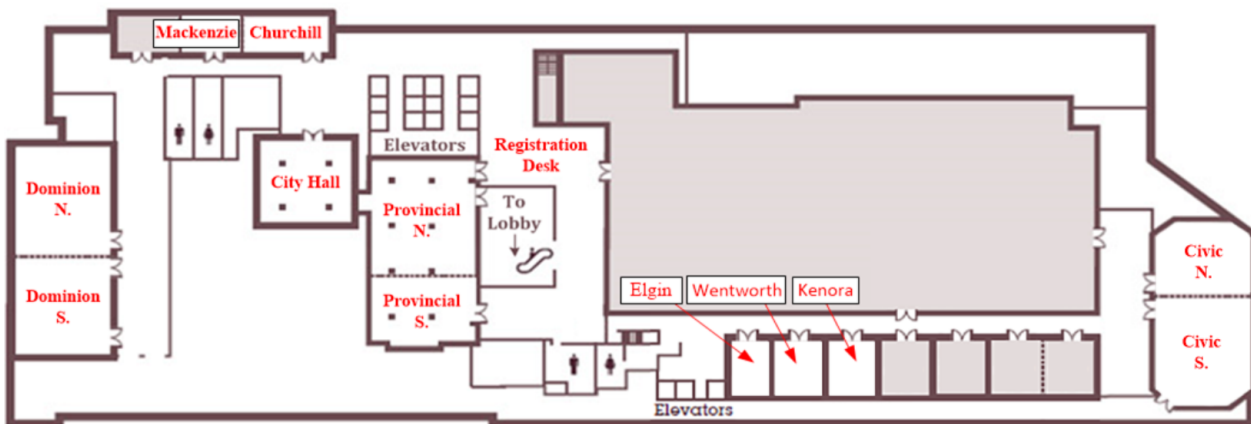 Mackenzie
Churchill
Elevators
Registration
Desk
City Hall
Dominion
N.
Provincial
N.
To
Lobby
Civic
N.
Elgin
Wentworth
Kenora
Dominion
S.
Provincial
S.
Civic
S.
Elevators